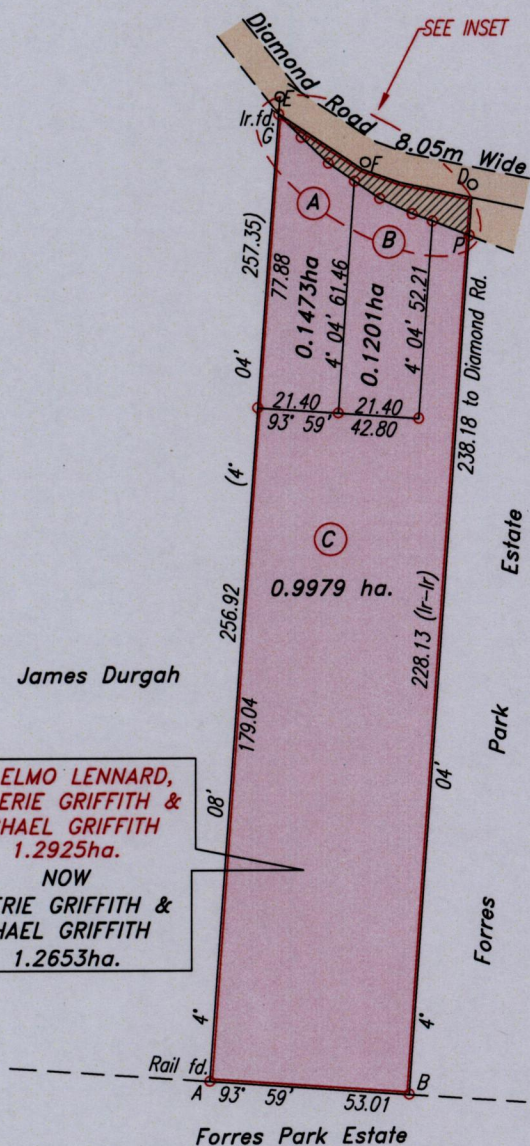 SEE INSET
Diamond Road 8.05m Wide
E
Ir.fd.
G
F
D
A
B
P
257.35)
77.88
0.1473ha
4° 04' 61.46
0.1201ha
4° 04' 52.21
238.18 to Diamond Rd.
04'
21.40
21.40
93° 59'
42.80
(4°
C
0.9979 ha.
Estate
256.92
228.13 (Ir-Ir)
James Durgah
Park
179.04
04'
08'
ELMO LENNARD,
ERIE GRIFFITH &
HAEL GRIFFITH
1.2925ha.
NOW
ERIE GRIFFITH &
HAEL GRIFFITH
1.2653ha.
Forres
4°
4°
Rail fd.
A
93° 59'
53.01
B
Forres Park Estate